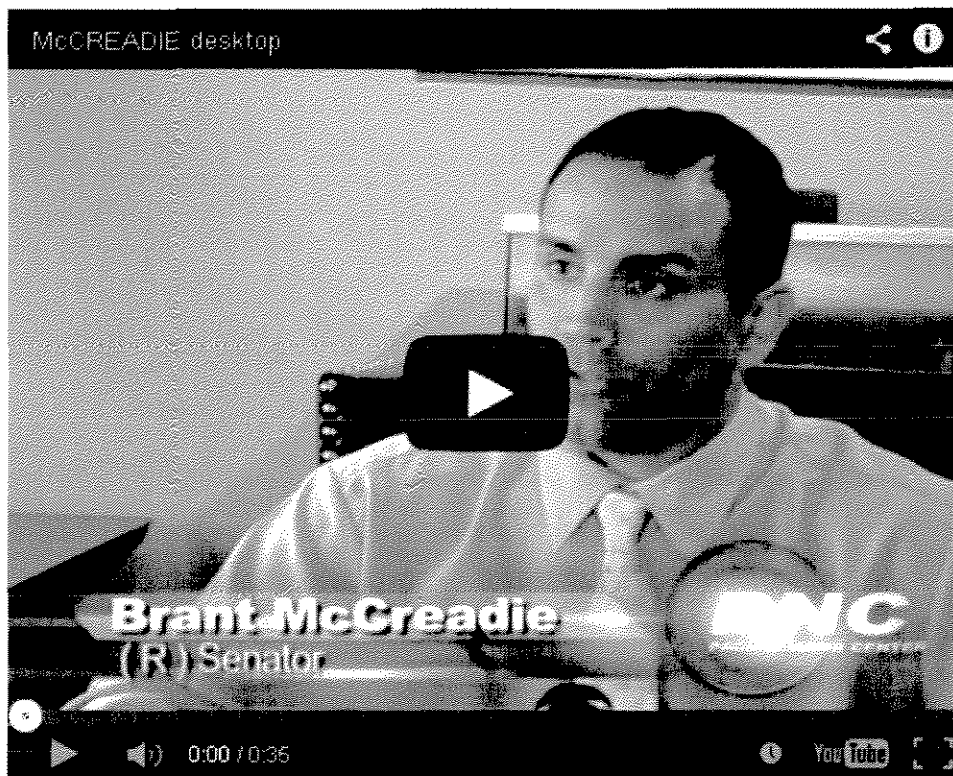 McCREADIE desktop
Brant McCreadie
( R ) Senator
0:00 / 0:35
YouTube